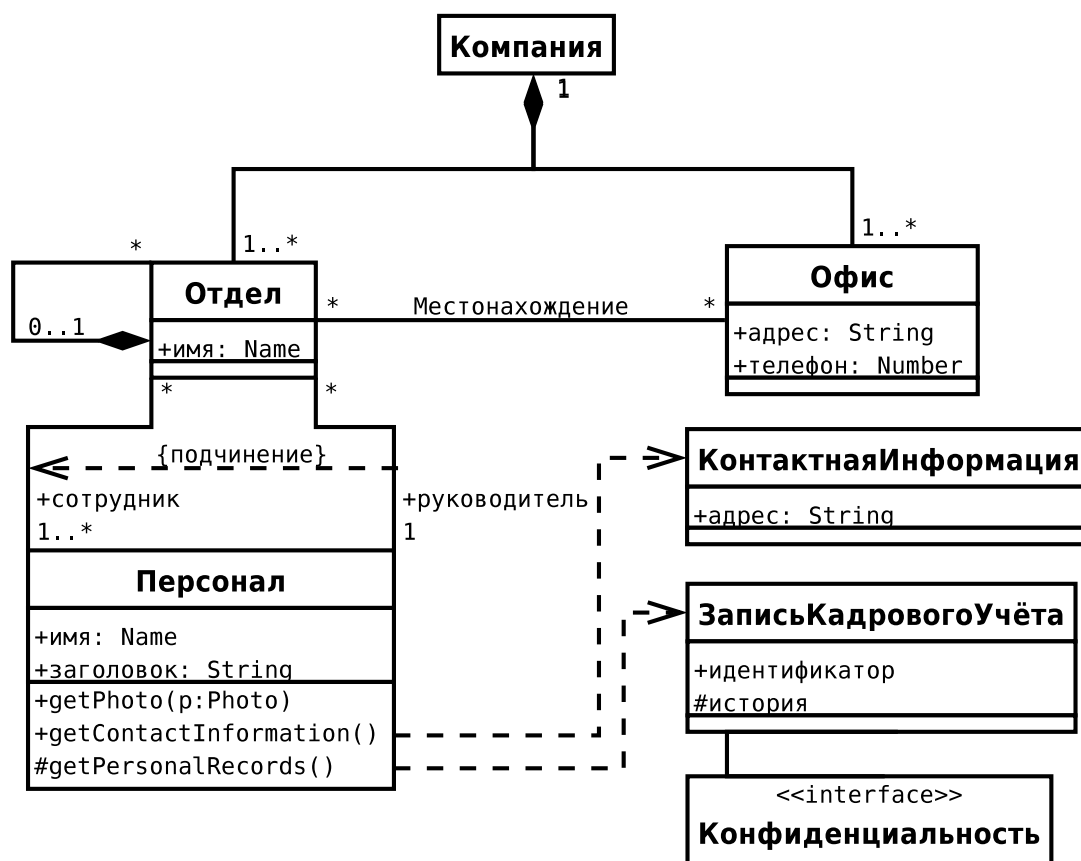 Компания
1
1..*
1..*
*
Отдел
0..1
+имя: Name
*
Местонахождение
*
Офис
+адрес: String
+телефон: Number
*
*
{подчинение}
+сотрудник
1..*
+руководитель
1
КонтактнаяИнформация
+адрес: String
Персонал
+имя: Name
+заголовок: String
+getPhoto(p:Photo)
+getContactInformation()
#getPersonalRecords()
ЗаписьКадровогоУчёта
+идентификатор
#история
<<interface>>
Конфиденциальность